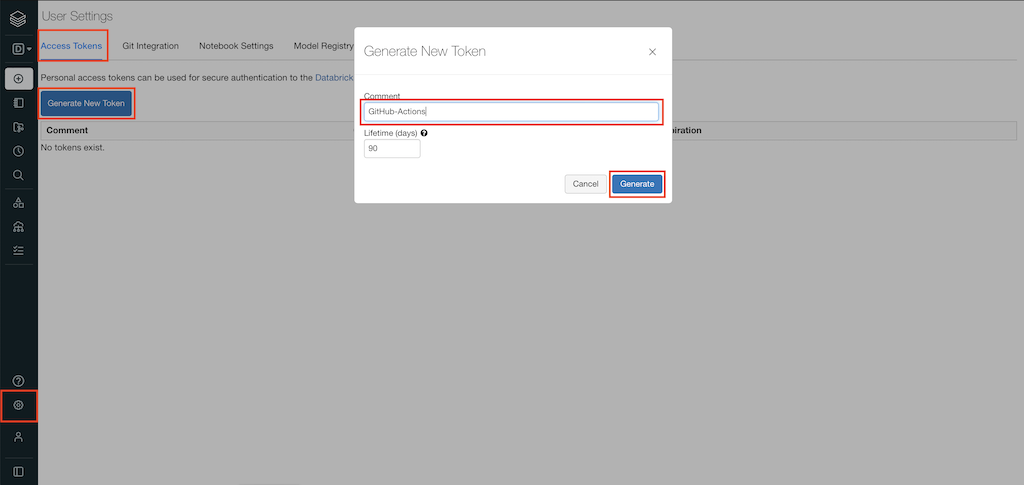 User Settings
Access Tokens Git Integration Notebook Settings Model Registry
Personal access tokens can be used for secure authentication to the Databrick
Generate New Token
Comment
No tokens exist.
D
Generate New Token
×
Comment
GitHub-Actions
Lifetime (days) ?
90
Cancel Generate
piration